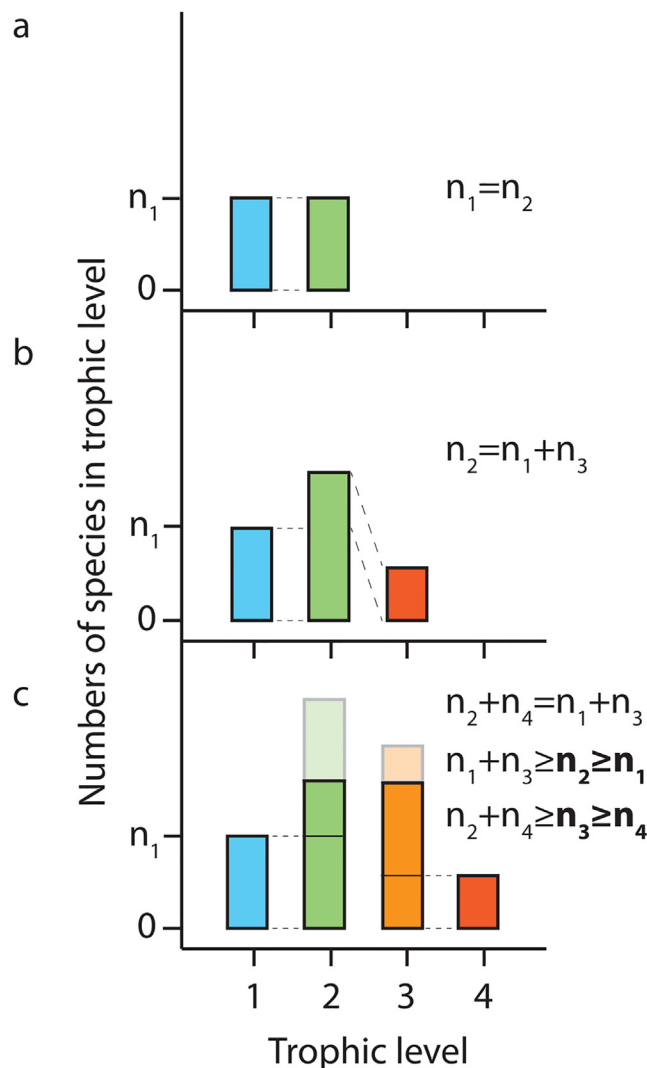 a
n₁
n₁=n₂
0
b
n₂=n₁+n₃
n₁
0
c
n₂+n₄=n₁+n₃
n₁+n₃≥n₂≥n₁
n₂+n₄≥n₃≥n₄
n₁
0
1 2 3 4
Trophic level
Numbers of species in trophic level